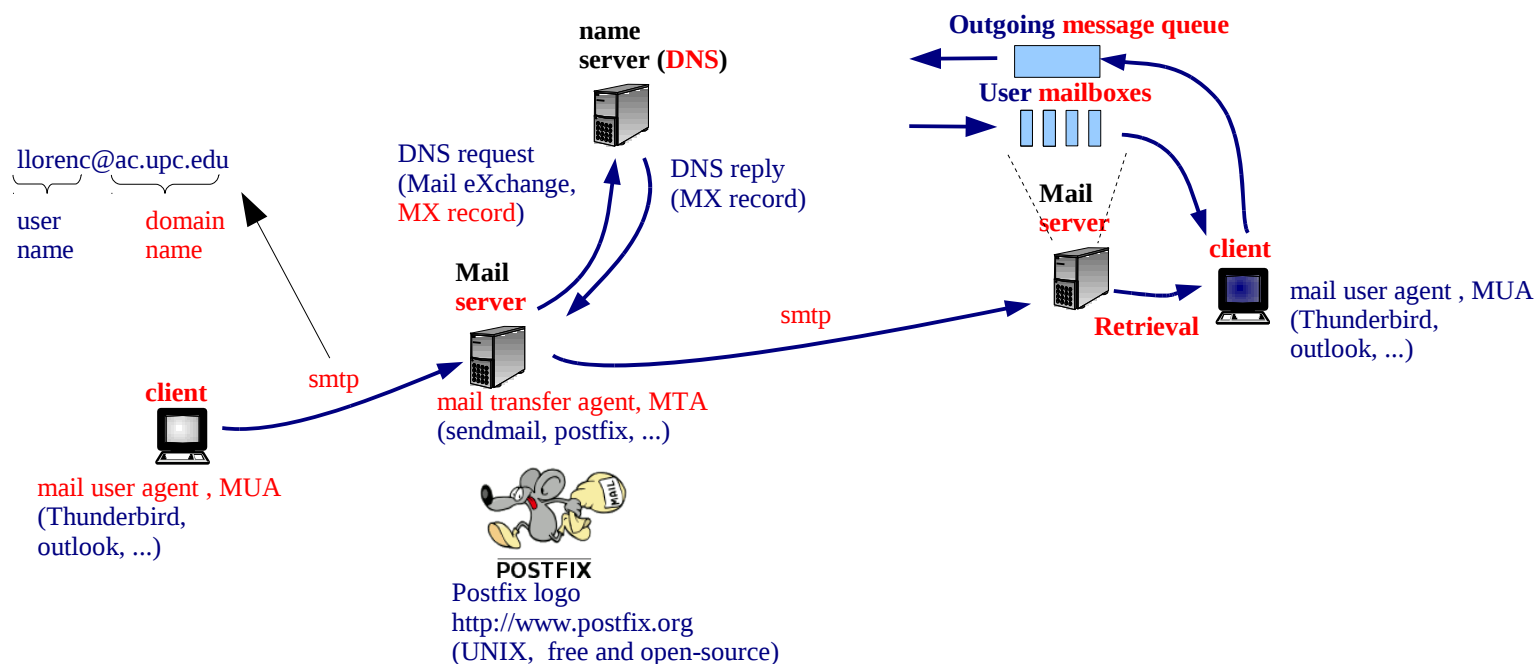 name
server (DNS)
Outgoing message queue
User mailboxes
llorenc@ac.upc.edu
user
name
domain
name
DNS request
(Mail eXchange,
MX record)
DNS reply
(MX record)
Mail
server
Mail
server
client
mail user agent , MUA
(Thunderbird,
outlook, ...)
Retrieval
smtp
smtp
client
mail user agent , MUA
(Thunderbird,
outlook, ...)
mail transfer agent, MTA
(sendmail, postfix, ...)
MAIL
POSTFIX
Postfix logo
http://www.postfix.org
(UNIX,  free and open-source)